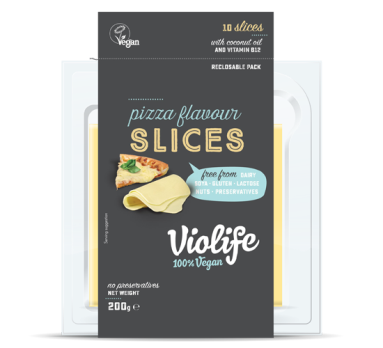 Vegan
10 slices
with coconut oil
AND VITAMIN B12
RECLOSABLE PACK
pizza flavour
SLICES
free from DAIRY
SOYA - GLUTEN - LACTOSE
NUTS - PRESERVATIVES
Serving suggestion
Violife
100% Vegan
no preservatives
NET WEIGHT
200g e